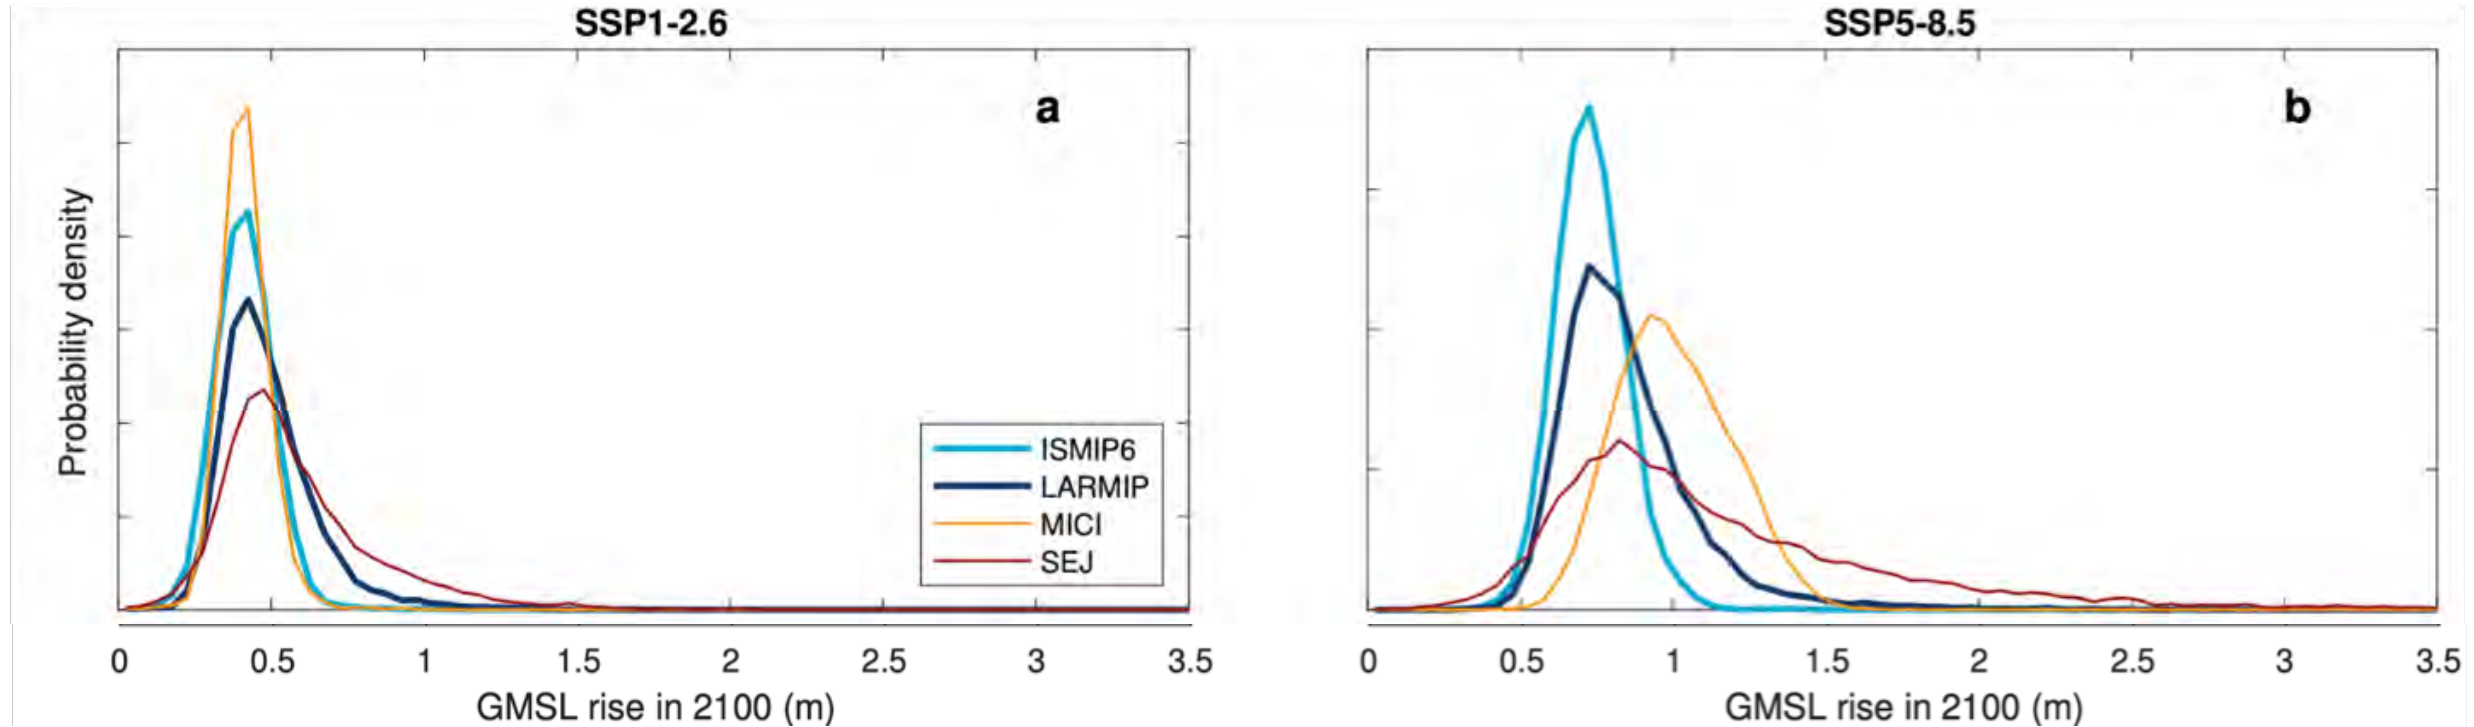 SSP1-2.6
a
Probability density
ISMIP6
LARMIP
MICI
SEJ
0 0.5 1 1.5 2 2.5 3 3.5
GMSL rise in 2100 (m)
SSP5-8.5
b
0 0.5 1 1.5 2 2.5 3 3.5
GMSL rise in 2100 (m)